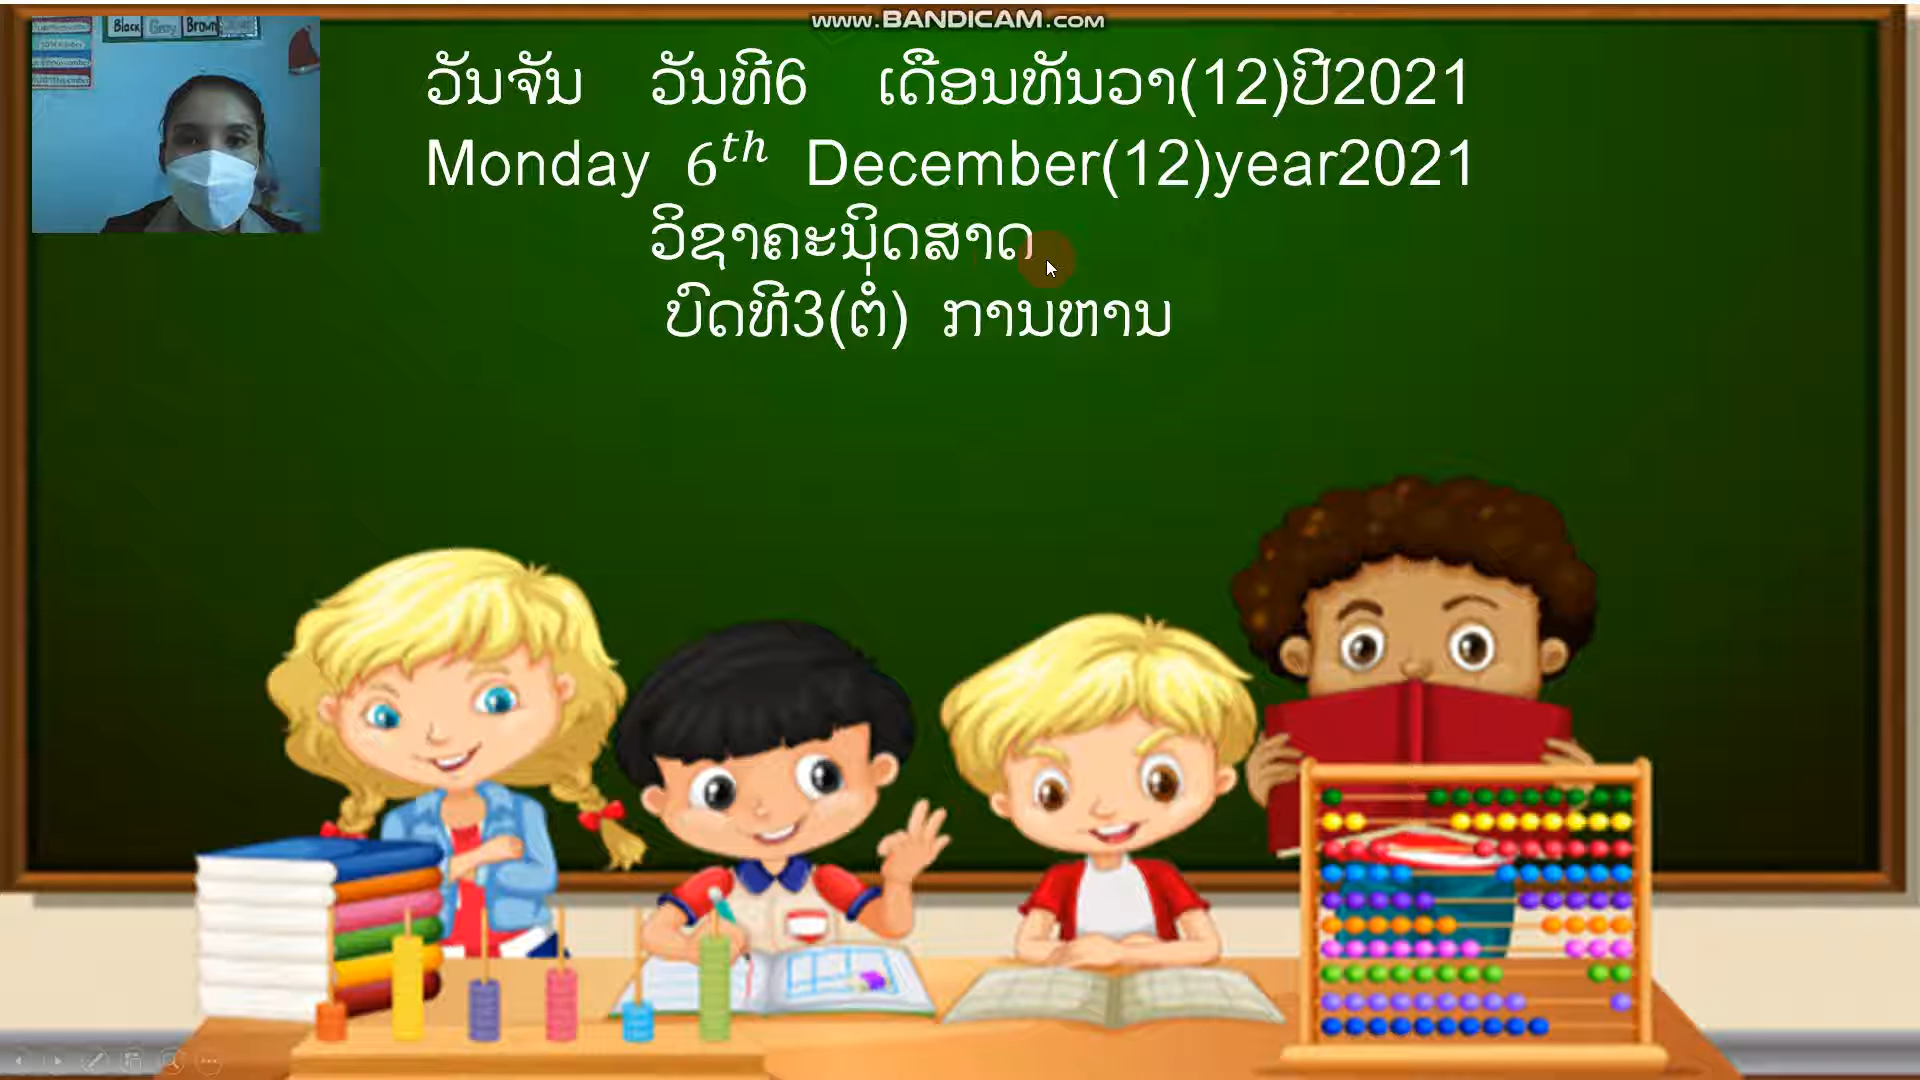 WWW.BANDICAM.COM
Black Gray Brown
ວັນຈັນ ວັນທີ6 ເດືອນທັນວາ(12)ປີ2021
Monday 6th December(12)year2021
ວິຊາຄະນິດສາດ
ບົດທີ3(ຕໍ່) ການຫານ